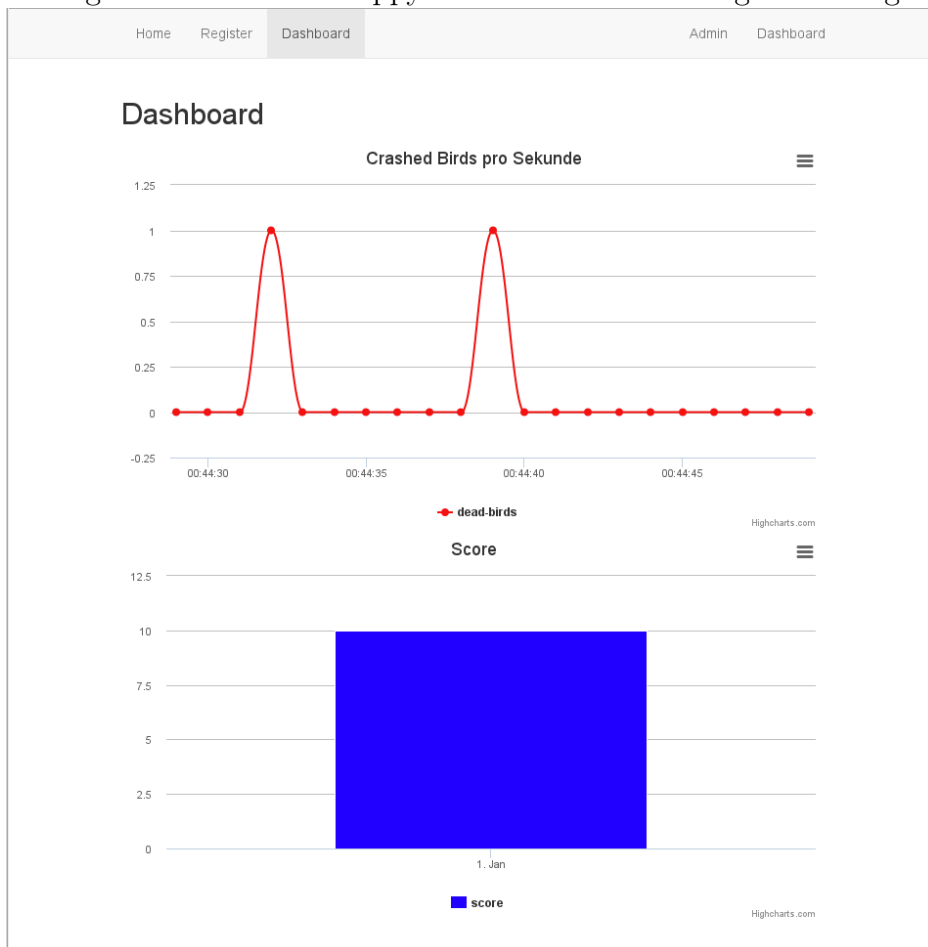 Home Register Dashboard Admin Dashboard
Dashboard
Crashed Birds pro Sekunde
1.25
1
0.75
0.5
0.25
0
-0.25
00:44:30 00:44:35 00:44:40 00:44:45
dead-birds
Highcharts.com
Score
12.5
10
7.5
5
2.5
0
1. Jan
score
Highcharts.com